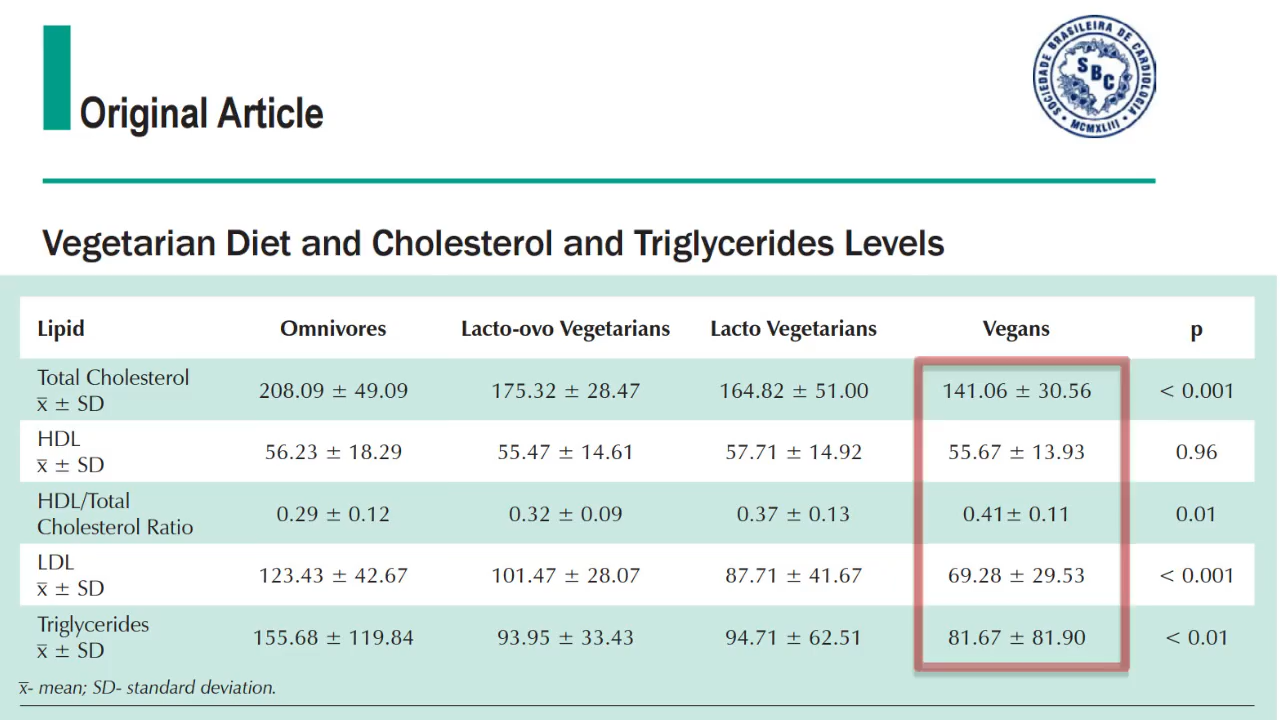 SOCIEDADE BRASILEIRA DE CARDIOLOGIA
SBC
MCMXLIII
Original Article
Vegetarian Diet and Cholesterol and Triglycerides Levels
Lipid Omnivores Lacto-ovo Vegetarians Lacto Vegetarians Vegans p
Total Cholesterol
x̅ ± SD 208.09 ± 49.09 175.32 ± 28.47 164.82 ± 51.00 141.06 ± 30.56 < 0.001
HDL
x̅ ± SD 56.23 ± 18.29 55.47 ± 14.61 57.71 ± 14.92 55.67 ± 13.93 0.96
HDL/Total
Cholesterol Ratio 0.29 ± 0.12 0.32 ± 0.09 0.37 ± 0.13 0.41± 0.11 0.01
LDL
x̅ ± SD 123.43 ± 42.67 101.47 ± 28.07 87.71 ± 41.67 69.28 ± 29.53 < 0.001
Triglycerides
x̅ ± SD 155.68 ± 119.84 93.95 ± 33.43 94.71 ± 62.51 81.67 ± 81.90 < 0.01
x̅- mean; SD- standard deviation.